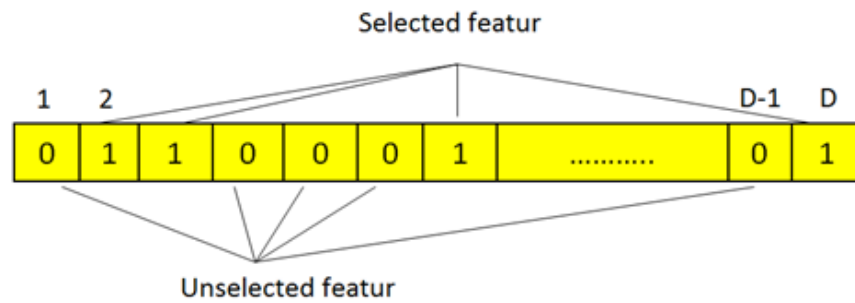 Selected featur
1 2 D-1 D
0 1 1 0 0 0 1 ........... 0 1
Unselected featur